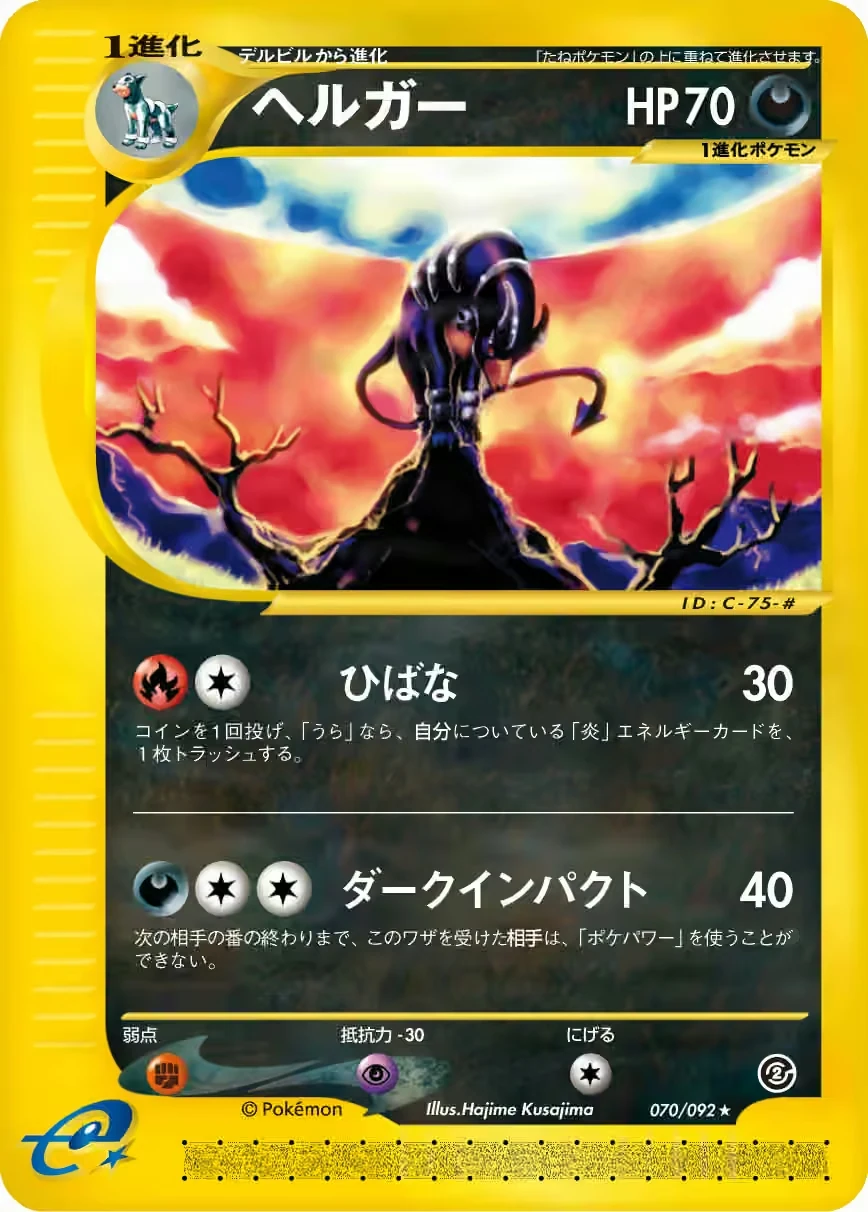 1進化
デルビルから進化
「たねポケモン」の上に重ねて進化させます。
ヘルガー HP70
1進化ポケモン
ID:C-75-#
ひばな 30
コインを1回投げ、「うら」なら、自分についている「炎」エネルギーカードを、
1枚トラッシュする。
ダークインパクト 40
次の相手の番の終わりまで、このワザを受けた相手は、「ポケパワー」を使うことが
できない。
弱点 抵抗力 -30 にげる
2
© Pokémon Illus.Hajime Kusajima 070/092★
e